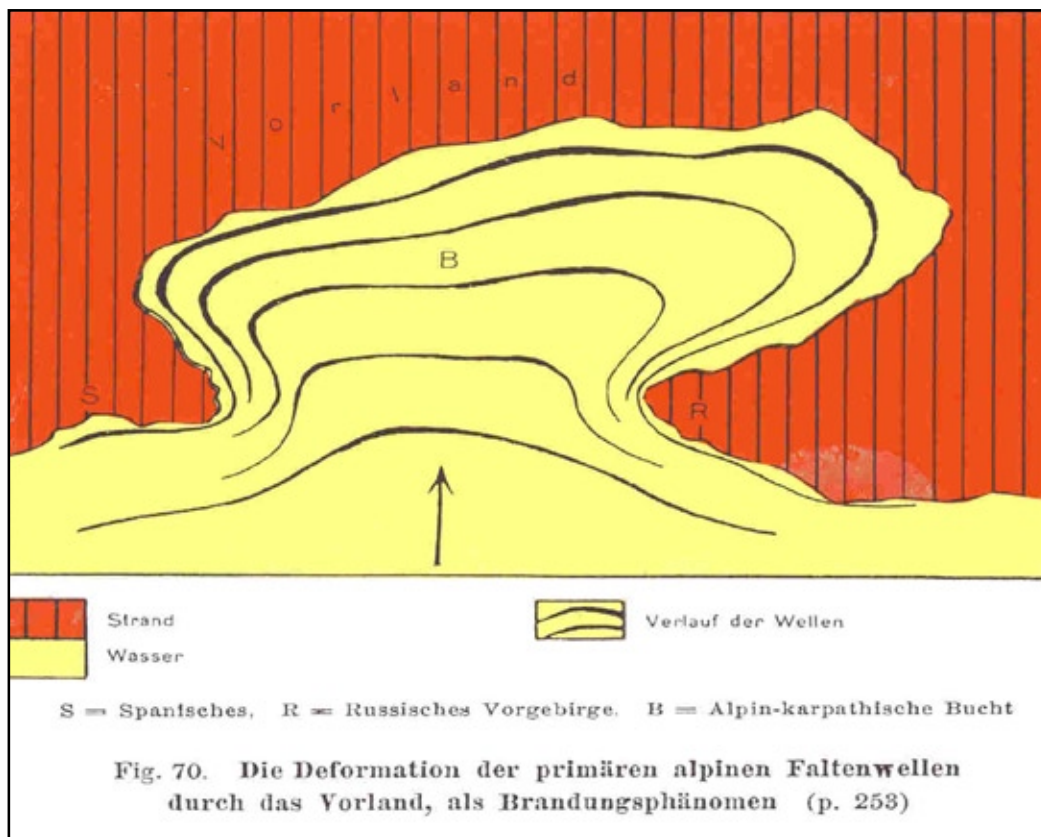 Vorland
B
S
R
Strand
Verlauf der Wellen
Wasser
S = Spanisches, R = Russisches Vorgebirge. B = Alpin-karpathische Bucht
Fig. 70. Die Deformation der primären alpinen Faltenwellen
durch das Vorland, als Brandungsphänomen (p. 253)